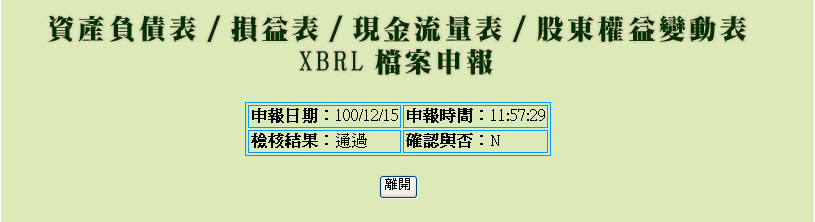 資產負債表/損益表/現金流量表/股東權益變動表
XBRL 檔案申報
申報日期：100/12/15 申報時間：11:57:29
檢核結果：通過 確認與否：N
離開